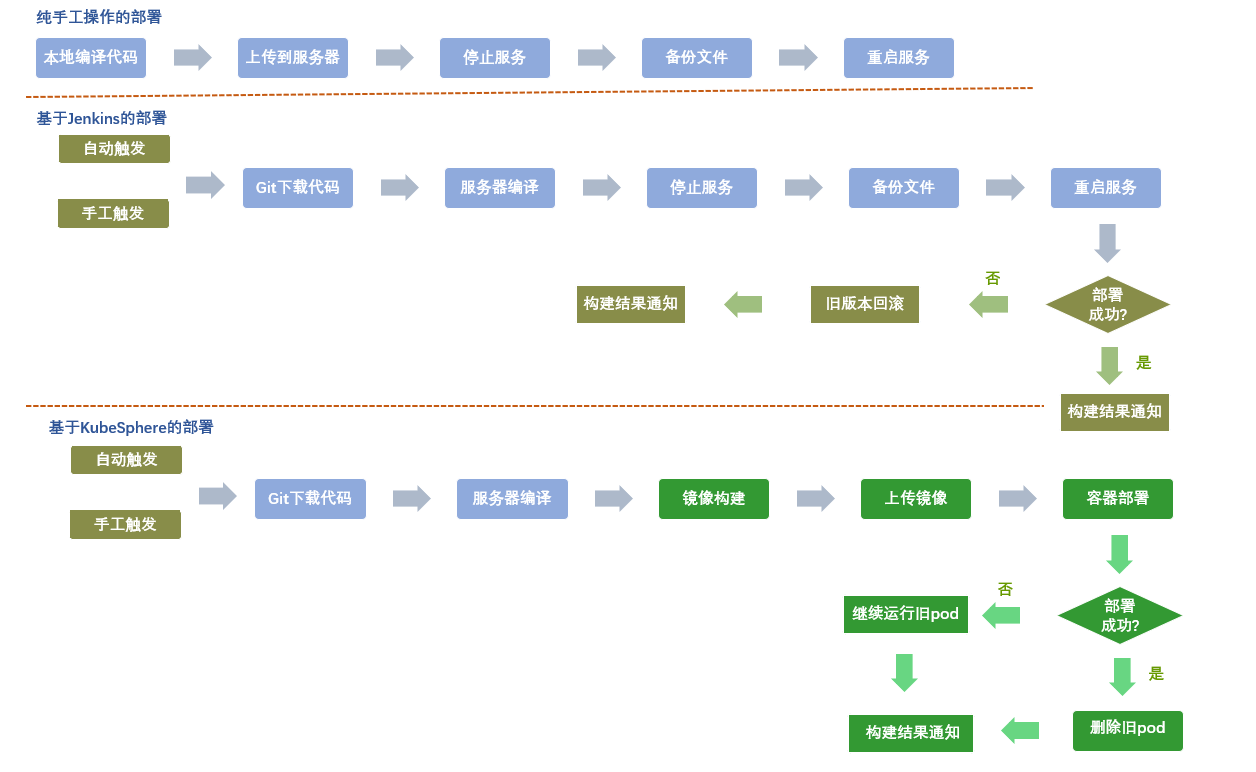 纯手工操作的部署
本地编译代码
上传到服务器
停止服务
备份文件
重启服务
基于Jenkins的部署
自动触发
手工触发
Git下载代码
服务器编译
停止服务
备份文件
重启服务
部署
成功?
否
旧版本回滚
构建结果通知
是
构建结果通知
基于KubeSphere的部署
自动触发
手工触发
Git下载代码
服务器编译
镜像构建
上传镜像
容器部署
部署
成功?
否
继续运行旧pod
是
删除旧pod
构建结果通知